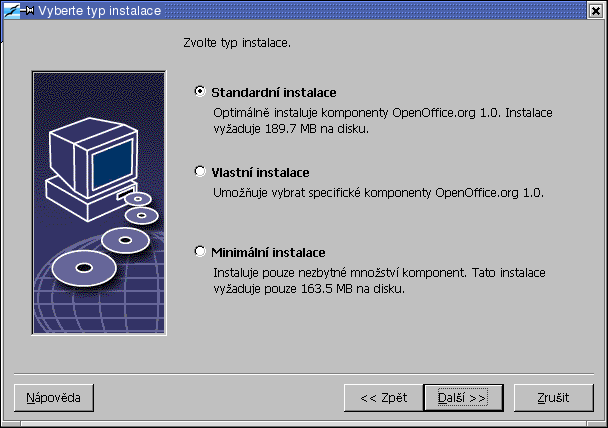 Vyberte typ instalace
Zvolte typ instalace.
Standardní instalace
Optimálně instaluje komponenty OpenOffice.org 1.0. Instalace
vyžaduje 189.7 MB na disku.
Vlastní instalace
Umožňuje vybrat specifické komponenty OpenOffice.org 1.0.
Minimální instalace
Instaluje pouze nezbytné množství komponent. Tato instalace
vyžaduje pouze 163.5 MB na disku.
Nápověda
<< Zpět
Další >>
Zrušit